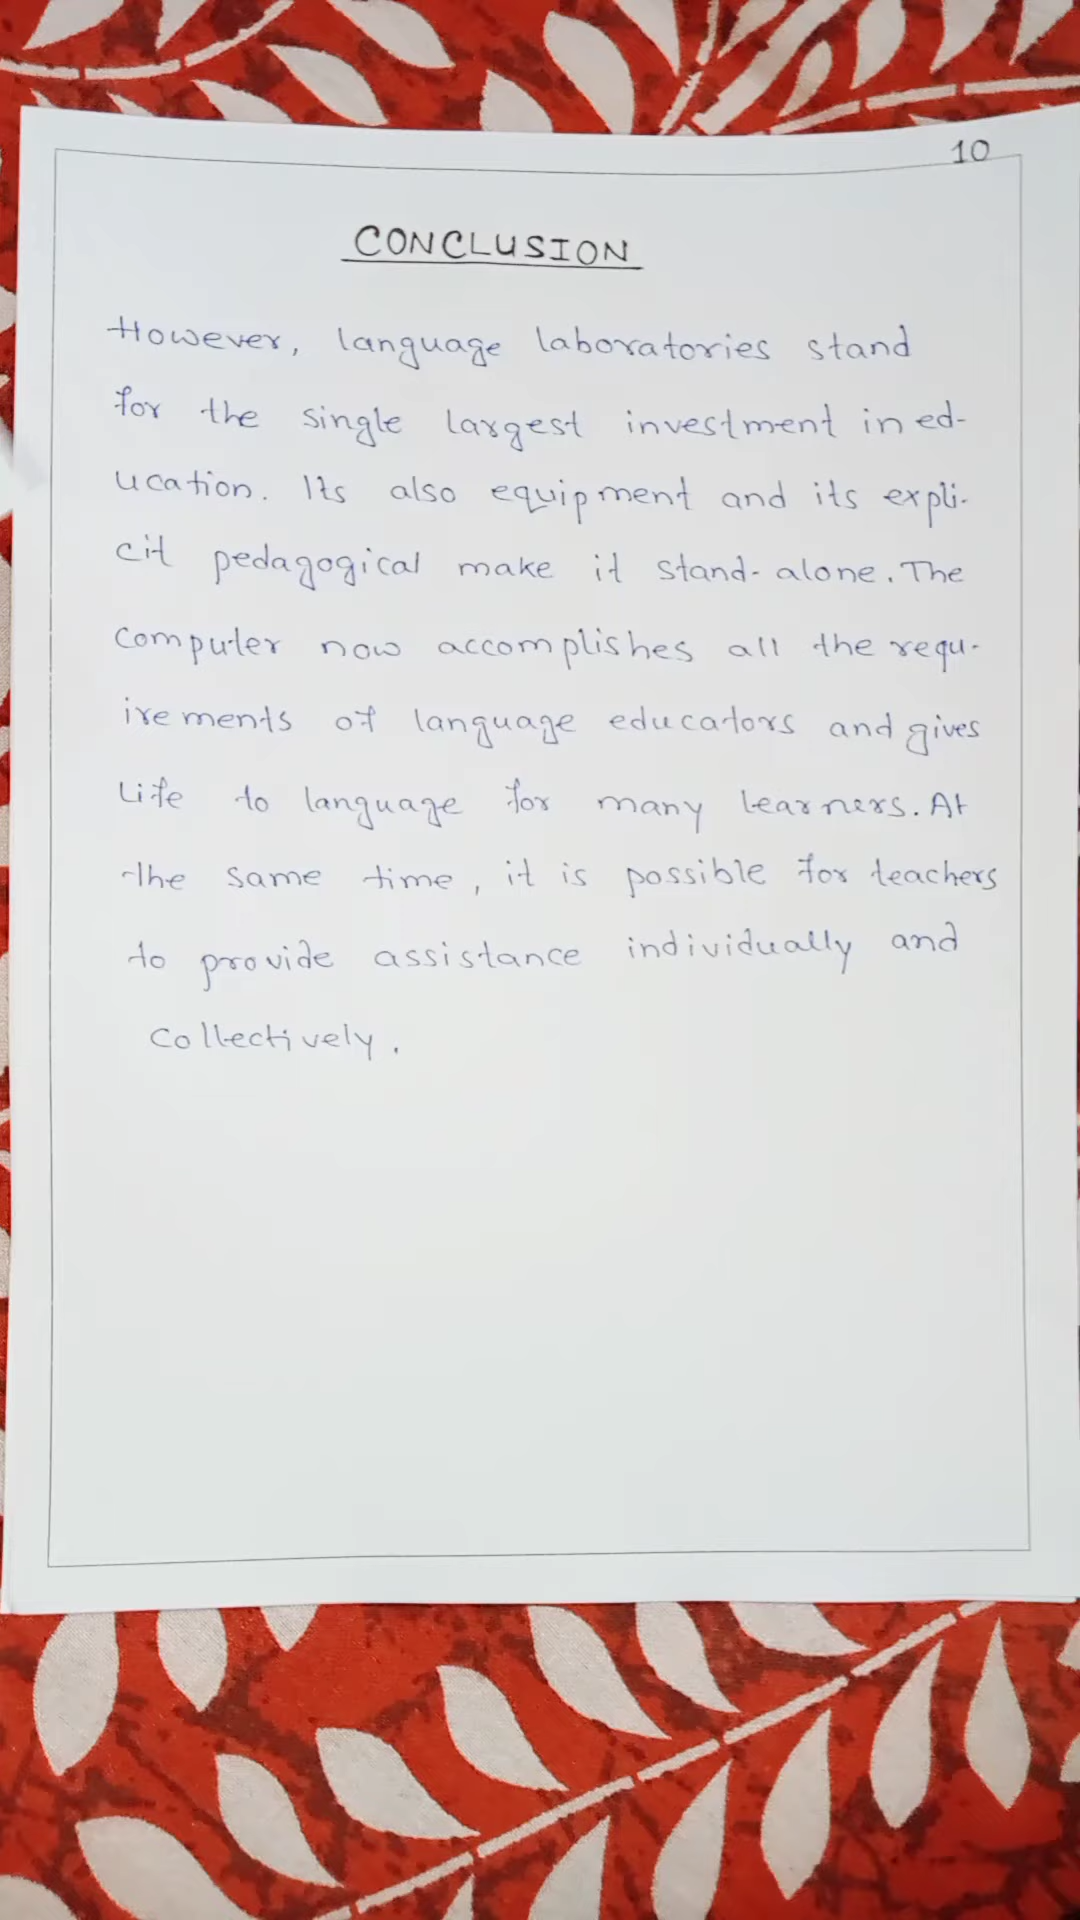 10
CONCLUSION
However, language laboratories stand
for the single largest investment in ed-
ucation. Its also equipment and its expli-
cit pedagogical make it stand-alone. The
computer now accomplishes all the requ-
irements of language educators and gives
life to language for many learners. At
the same time, it is possible for teachers
to provide assistance individually and
collectively.